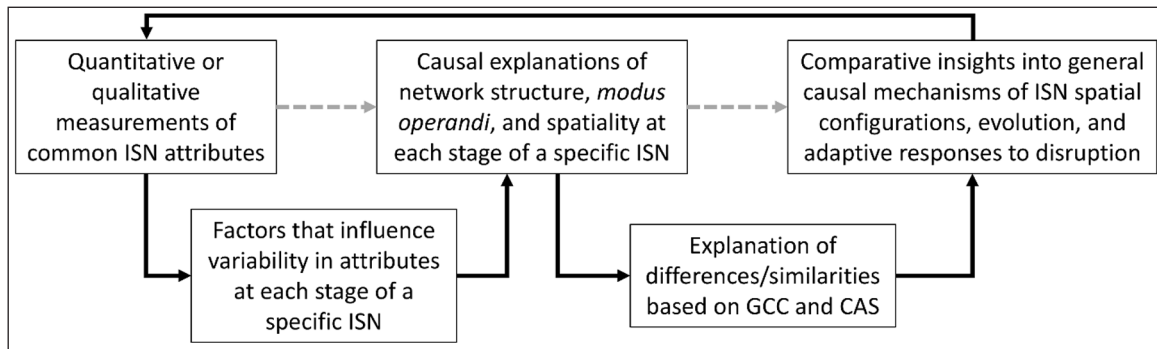 Quantitative or
qualitative
measurements of
common ISN attributes
Causal explanations of
network structure, modus
operandi, and spatiality at
each stage of a specific ISN
Comparative insights into general
causal mechanisms of ISN spatial
configurations, evolution, and
adaptive responses to disruption
Factors that influence
variability in attributes
at each stage of a
specific ISN
Explanation of
differences/similarities
based on GCC and CAS